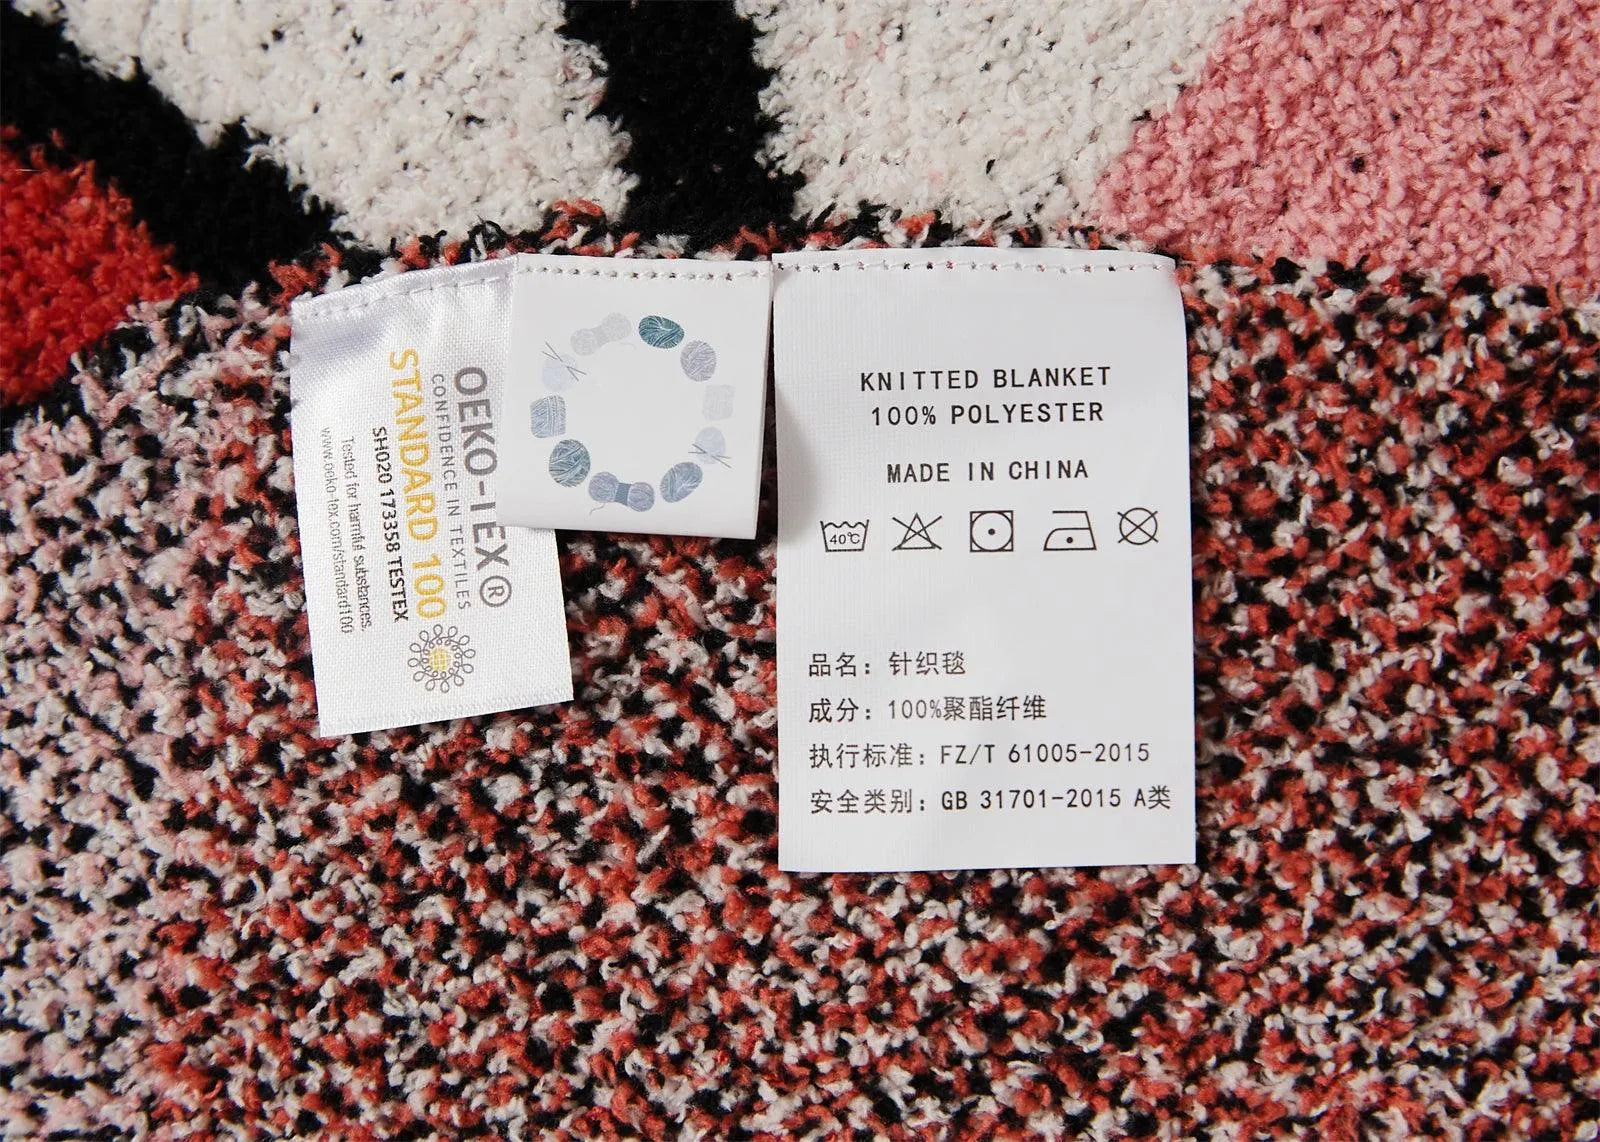 OEKO-TEX®
CONFIDENCE IN TEXTILES
STANDARD 100
SH020 173358 TESTEX
Tested for harmful substances.
www.oeko-tex.com/standard100
KNITTED BLANKET
100% POLYESTER
MADE IN CHINA
40℃
品名：针织毯
成分：100%聚酯纤维
执行标准：FZ/T 61005-2015
安全类别：GB 31701-2015 A类